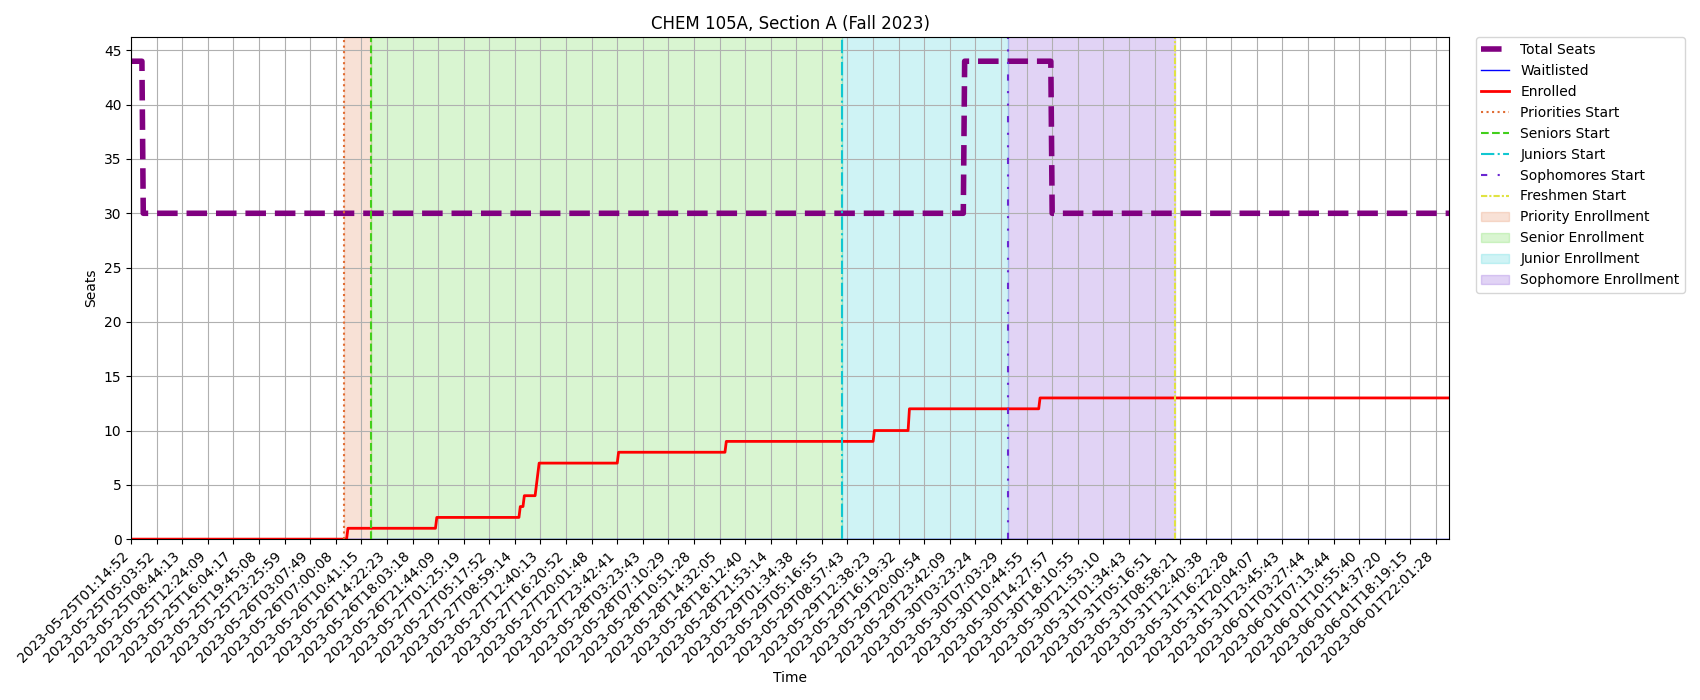 CHEM 105A, Section A (Fall 2023)
Seats
45
40
35
30
25
20
15
10
5
0
2023-05-25T01:14:52
2023-05-25T05:03:52
2023-05-25T08:44:13
2023-05-25T12:24:09
2023-05-25T16:04:17
2023-05-25T19:45:08
2023-05-25T23:25:59
2023-05-26T03:07:49
2023-05-26T07:00:08
2023-05-26T10:41:15
2023-05-26T14:22:23
2023-05-26T18:03:18
2023-05-26T21:44:09
2023-05-27T01:25:19
2023-05-27T05:17:52
2023-05-27T08:59:14
2023-05-27T12:40:13
2023-05-27T16:20:52
2023-05-27T20:01:48
2023-05-27T23:42:41
2023-05-28T03:23:43
2023-05-28T07:10:29
2023-05-28T10:51:28
2023-05-28T14:32:05
2023-05-28T18:12:40
2023-05-28T21:53:14
2023-05-29T01:34:38
2023-05-29T05:16:55
2023-05-29T08:57:43
2023-05-29T12:38:23
2023-05-29T16:19:32
2023-05-29T20:00:54
2023-05-29T23:42:09
2023-05-30T03:23:24
2023-05-30T07:03:29
2023-05-30T10:44:55
2023-05-30T14:27:57
2023-05-30T18:10:55
2023-05-30T21:53:10
2023-05-31T01:34:43
2023-05-31T05:16:51
2023-05-31T08:58:21
2023-05-31T12:40:38
2023-05-31T16:22:28
2023-05-31T20:04:07
2023-05-31T23:45:43
2023-06-01T03:27:44
2023-06-01T07:13:44
2023-06-01T10:55:40
2023-06-01T14:37:20
2023-06-01T18:19:15
2023-06-01T22:01:28
Time
Total Seats
Waitlisted
Enrolled
Priorities Start
Seniors Start
Juniors Start
Sophomores Start
Freshmen Start
Priority Enrollment
Senior Enrollment
Junior Enrollment
Sophomore Enrollment